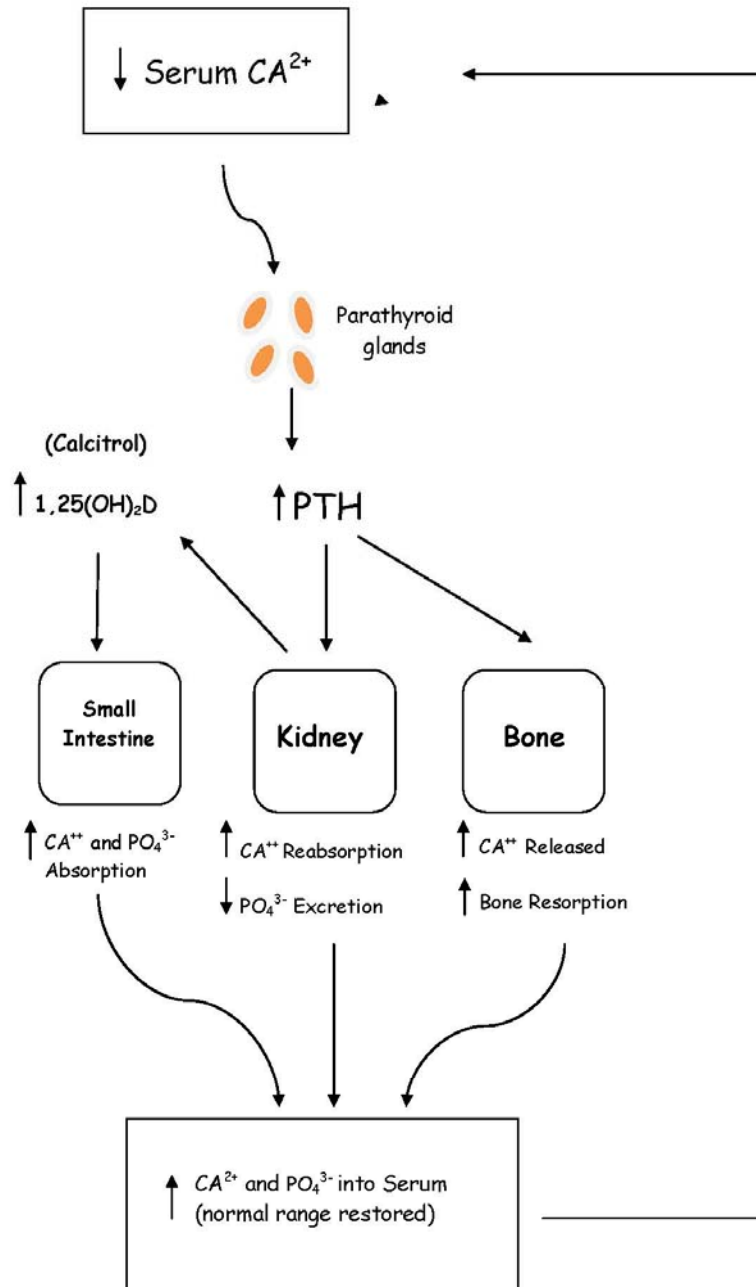 ↓ Serum CA²⁺
Parathyroid
glands
(Calcitrol)
↑ 1,25(OH)₂D
↑PTH
Small
Intestine
Kidney
Bone
↑ CA⁺⁺ and PO₄³⁻
Absorption
↑ CA⁺⁺ Reabsorption
↓ PO₄³⁻ Excretion
↑ CA⁺⁺ Released
↑ Bone Resorption
↑ CA²⁺ and PO₄³⁻ into Serum
(normal range restored)